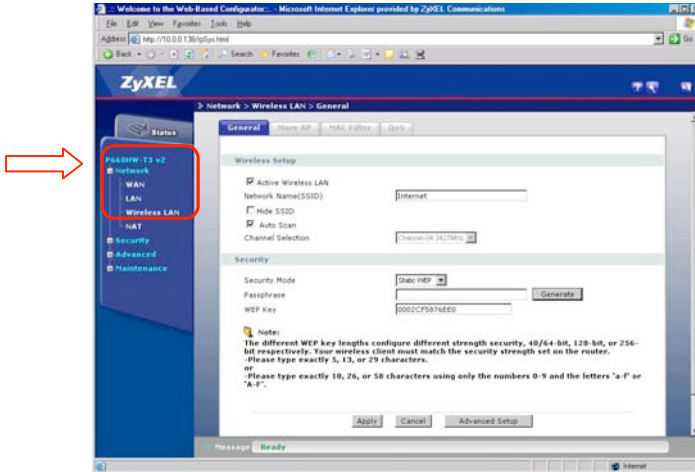 .:: Welcome to the Web-Based Configurator::. - Microsoft Internet Explorer provided by ZyXEL Communications
File Edit View Favorites Tools Help
Address http://10.0.0.138/rpSys.html Go
Back Search Favorites
ZyXEL
Network > Wireless LAN > General
Status
P660HW-T3 v2
Network
WAN
LAN
Wireless LAN
NAT
Security
Advanced
Maintenance
General More AP MAC Filter QoS
Wireless Setup
Active Wireless LAN
Network Name(SSID) Internet
Hide SSID
Auto Scan
Channel Selection Channel-04 2427MHz
Security
Security Mode Static WEP
Passphrase Generate
WEP Key 0002CF5876EE0
Note:
The different WEP key lengths configure different strength security, 40/64-bit, 128-bit, or 256-
bit respectively. Your wireless client must match the security strength set on the router.
-Please type exactly 5, 13, or 29 characters.
or
-Please type exactly 10, 26, or 58 characters using only the numbers 0-9 and the letters 'a-f' or
'A-F'.
Apply Cancel Advanced Setup
Message Ready
Internet